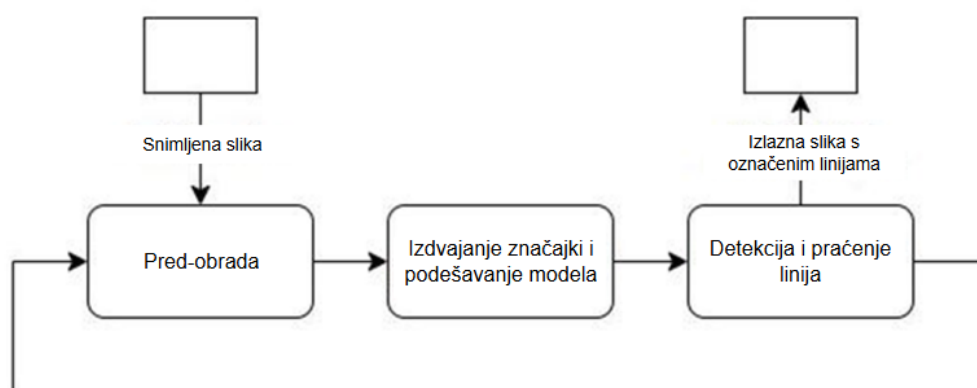 Snimljena slika
Izlazna slika s
označenim linijama
Pred-obrada
Izdvajanje značajki i
podešavanje modela
Detekcija i praćenje
linija